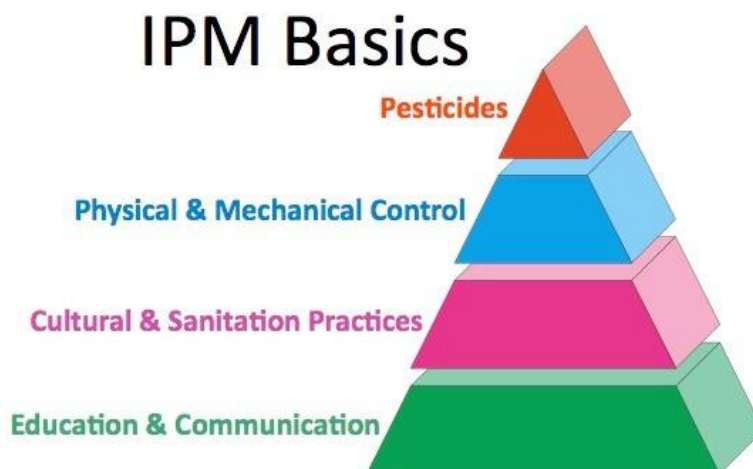 IPM Basics
Pesticides
Physical & Mechanical Control
Cultural & Sanitation Practices
Education & Communication